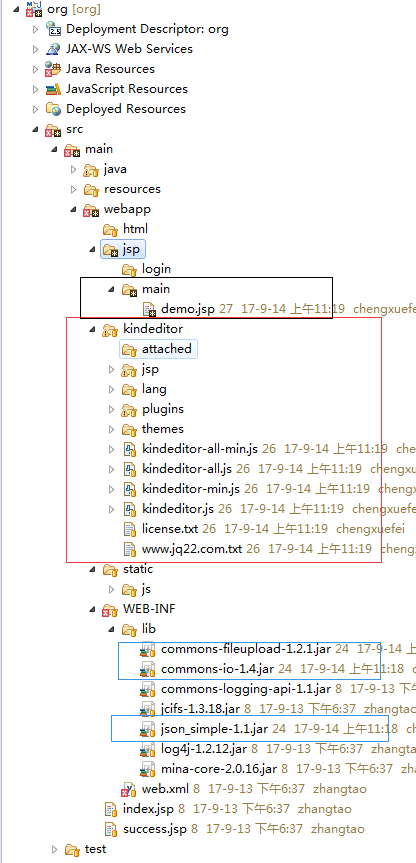 org [org]
Deployment Descriptor: org
JAX-WS Web Services
Java Resources
JavaScript Resources
Deployed Resources
src
main
java
resources
webapp
html
jsp
login
main
demo.jsp 27 17-9-14 上午11:19 chengxuefei
kindeditor
attached
jsp
lang
plugins
themes
kindeditor-all-min.js 26 17-9-14 上午11:19 che
kindeditor-all.js 26 17-9-14 上午11:19 chengxu
kindeditor-min.js 26 17-9-14 上午11:19 chengx
kindeditor.js 26 17-9-14 上午11:19 chengxuefe
license.txt 26 17-9-14 上午11:19 chengxuefei
www.jq22.com.txt 26 17-9-14 上午11:19 chengx
static
js
WEB-INF
lib
commons-fileupload-1.2.1.jar 24 17-9-14 上
commons-io-1.4.jar 24 17-9-14 上午11:18 c
commons-logging-api-1.1.jar 8 17-9-13 下
jcifs-1.3.18.jar 8 17-9-13 下午6:37 zhangta
json_simple-1.1.jar 24 17-9-14 上午11:18 c
log4j-1.2.12.jar 8 17-9-13 下午6:37 zhangt
mina-core-2.0.16.jar 8 17-9-13 下午6:37 z
web.xml 8 17-9-13 下午6:37 zhangtao
index.jsp 8 17-9-13 下午6:37 zhangtao
success.jsp 8 17-9-13 下午6:37 zhangtao
test